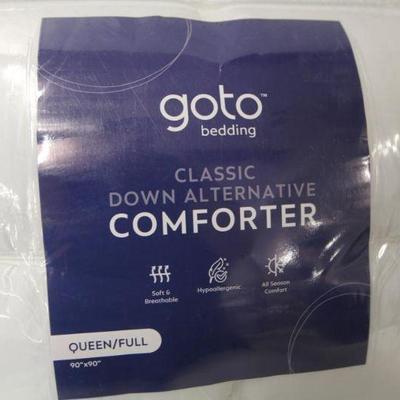 goto™
bedding
CLASSIC
DOWN ALTERNATIVE
COMFORTER
Soft & Breathable
Hypoallergenic
All Season Comfort
QUEEN/FULL
90"x90"